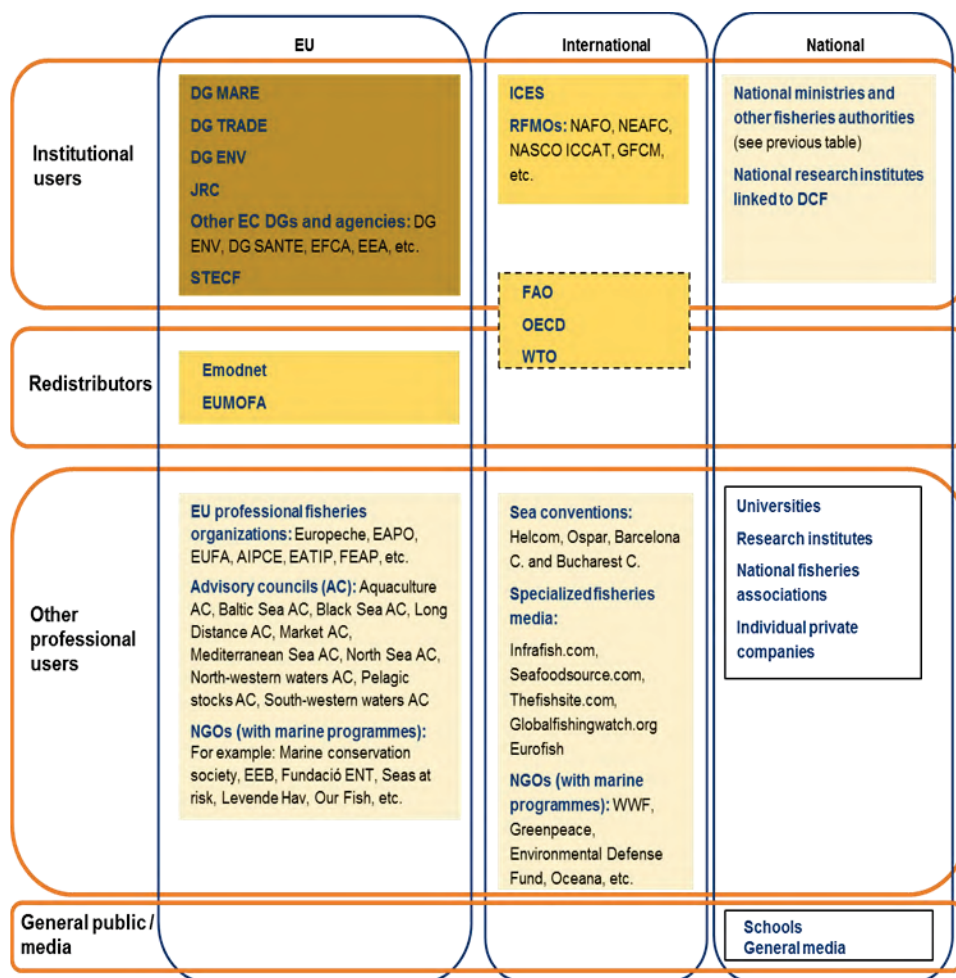 EU
International
National
Institutional
users
DG MARE
DG TRADE
DG ENV
JRC
Other EC DGs and agencies: DG
ENV, DG SANTE, EFCA, EEA, etc.
STECF
ICES
RFMOs: NAFO, NEAFC,
NASCO ICCAT, GFCM,
etc.
National ministries and
other fisheries authorities
(see previous table)
National research institutes
linked to DCF
FAO
OECD
WTO
Redistributors
Emodnet
EUMOFA
Other
professional
users
EU professional fisheries
organizations: Europeche, EAPO,
EUFA, AIPCE, EATIP, FEAP, etc.
Advisory councils (AC): Aquaculture
AC, Baltic Sea AC, Black Sea AC, Long
Distance AC, Market AC,
Mediterranean Sea AC, North Sea AC,
North-western waters AC, Pelagic
stocks AC, South-western waters AC
NGOs (with marine programmes):
For example: Marine conservation
society, EEB, Fundació ENT, Seas at
risk, Levende Hav, Our Fish, etc.
Sea conventions:
Helcom, Ospar, Barcelona
C. and Bucharest C.
Specialized fisheries
media:
Infrafish.com,
Seafoodsource.com,
Thefishsite.com,
Globalfishingwatch.org
Eurofish
NGOs (with marine
programmes): WWF,
Greenpeace,
Environmental Defense
Fund, Oceana, etc.
Universities
Research institutes
National fisheries
associations
Individual private
companies
General public /
media
Schools
General media